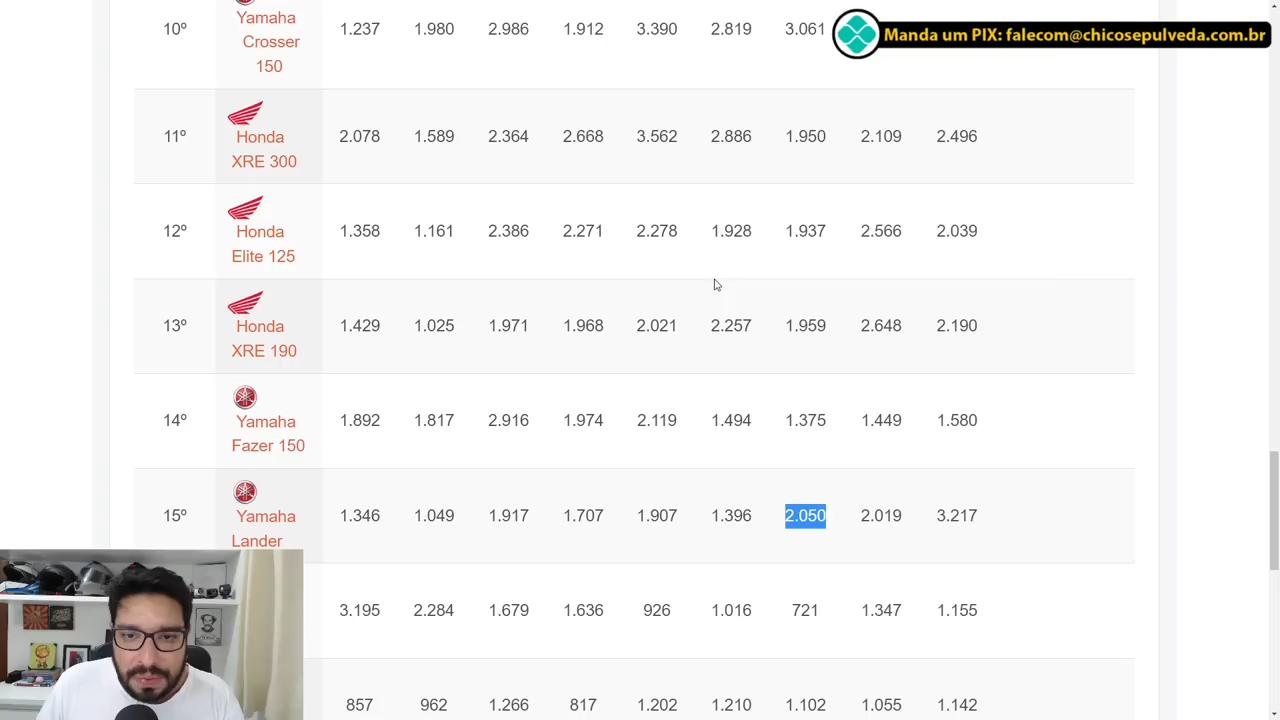 10º Yamaha Crosser 150 1.237 1.980 2.986 1.912 3.390 2.819 3.061
Manda um PIX: falecom@chicosepulveda.com.br
11º Honda XRE 300 2.078 1.589 2.364 2.668 3.562 2.886 1.950 2.109 2.496
12º Honda Elite 125 1.358 1.161 2.386 2.271 2.278 1.928 1.937 2.566 2.039
13º Honda XRE 190 1.429 1.025 1.971 1.968 2.021 2.257 1.959 2.648 2.190
14º Yamaha Fazer 150 1.892 1.817 2.916 1.974 2.119 1.494 1.375 1.449 1.580
15º Yamaha Lander 1.346 1.049 1.917 1.707 1.907 1.396 2.050 2.019 3.217
3.195 2.284 1.679 1.636 926 1.016 721 1.347 1.155
857 962 1.266 817 1.202 1.210 1.102 1.055 1.142